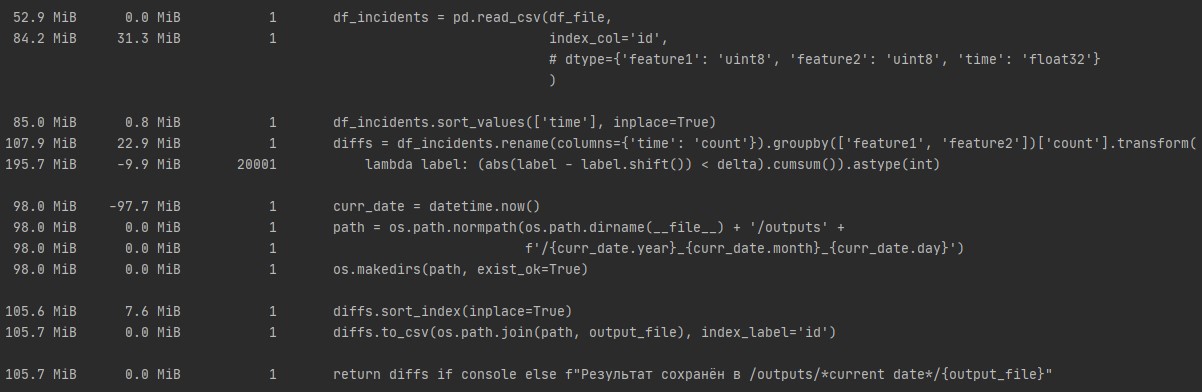 52.9 MiB 0.0 MiB 1 df_incidents = pd.read_csv(df_file,
84.2 MiB 31.3 MiB 1 index_col='id',
# dtype={'feature1': 'uint8', 'feature2': 'uint8', 'time': 'float32'}
)
85.0 MiB 0.8 MiB 1 df_incidents.sort_values(['time'], inplace=True)
107.9 MiB 22.9 MiB 1 diffs = df_incidents.rename(columns={'time': 'count'}).groupby(['feature1', 'feature2'])['count'].transform(
195.7 MiB -9.9 MiB 20001 lambda label: (abs(label - label.shift()) < delta).cumsum()).astype(int)
98.0 MiB -97.7 MiB 1 curr_date = datetime.now()
98.0 MiB 0.0 MiB 1 path = os.path.normpath(os.path.dirname(__file__) + '/outputs' +
98.0 MiB 0.0 MiB 1 f'/{curr_date.year}_{curr_date.month}_{curr_date.day}')
98.0 MiB 0.0 MiB 1 os.makedirs(path, exist_ok=True)
105.6 MiB 7.6 MiB 1 diffs.sort_index(inplace=True)
105.7 MiB 0.0 MiB 1 diffs.to_csv(os.path.join(path, output_file), index_label='id')
105.7 MiB 0.0 MiB 1 return diffs if console else f"Результат сохранён в /outputs/*current date*/{output_file}"